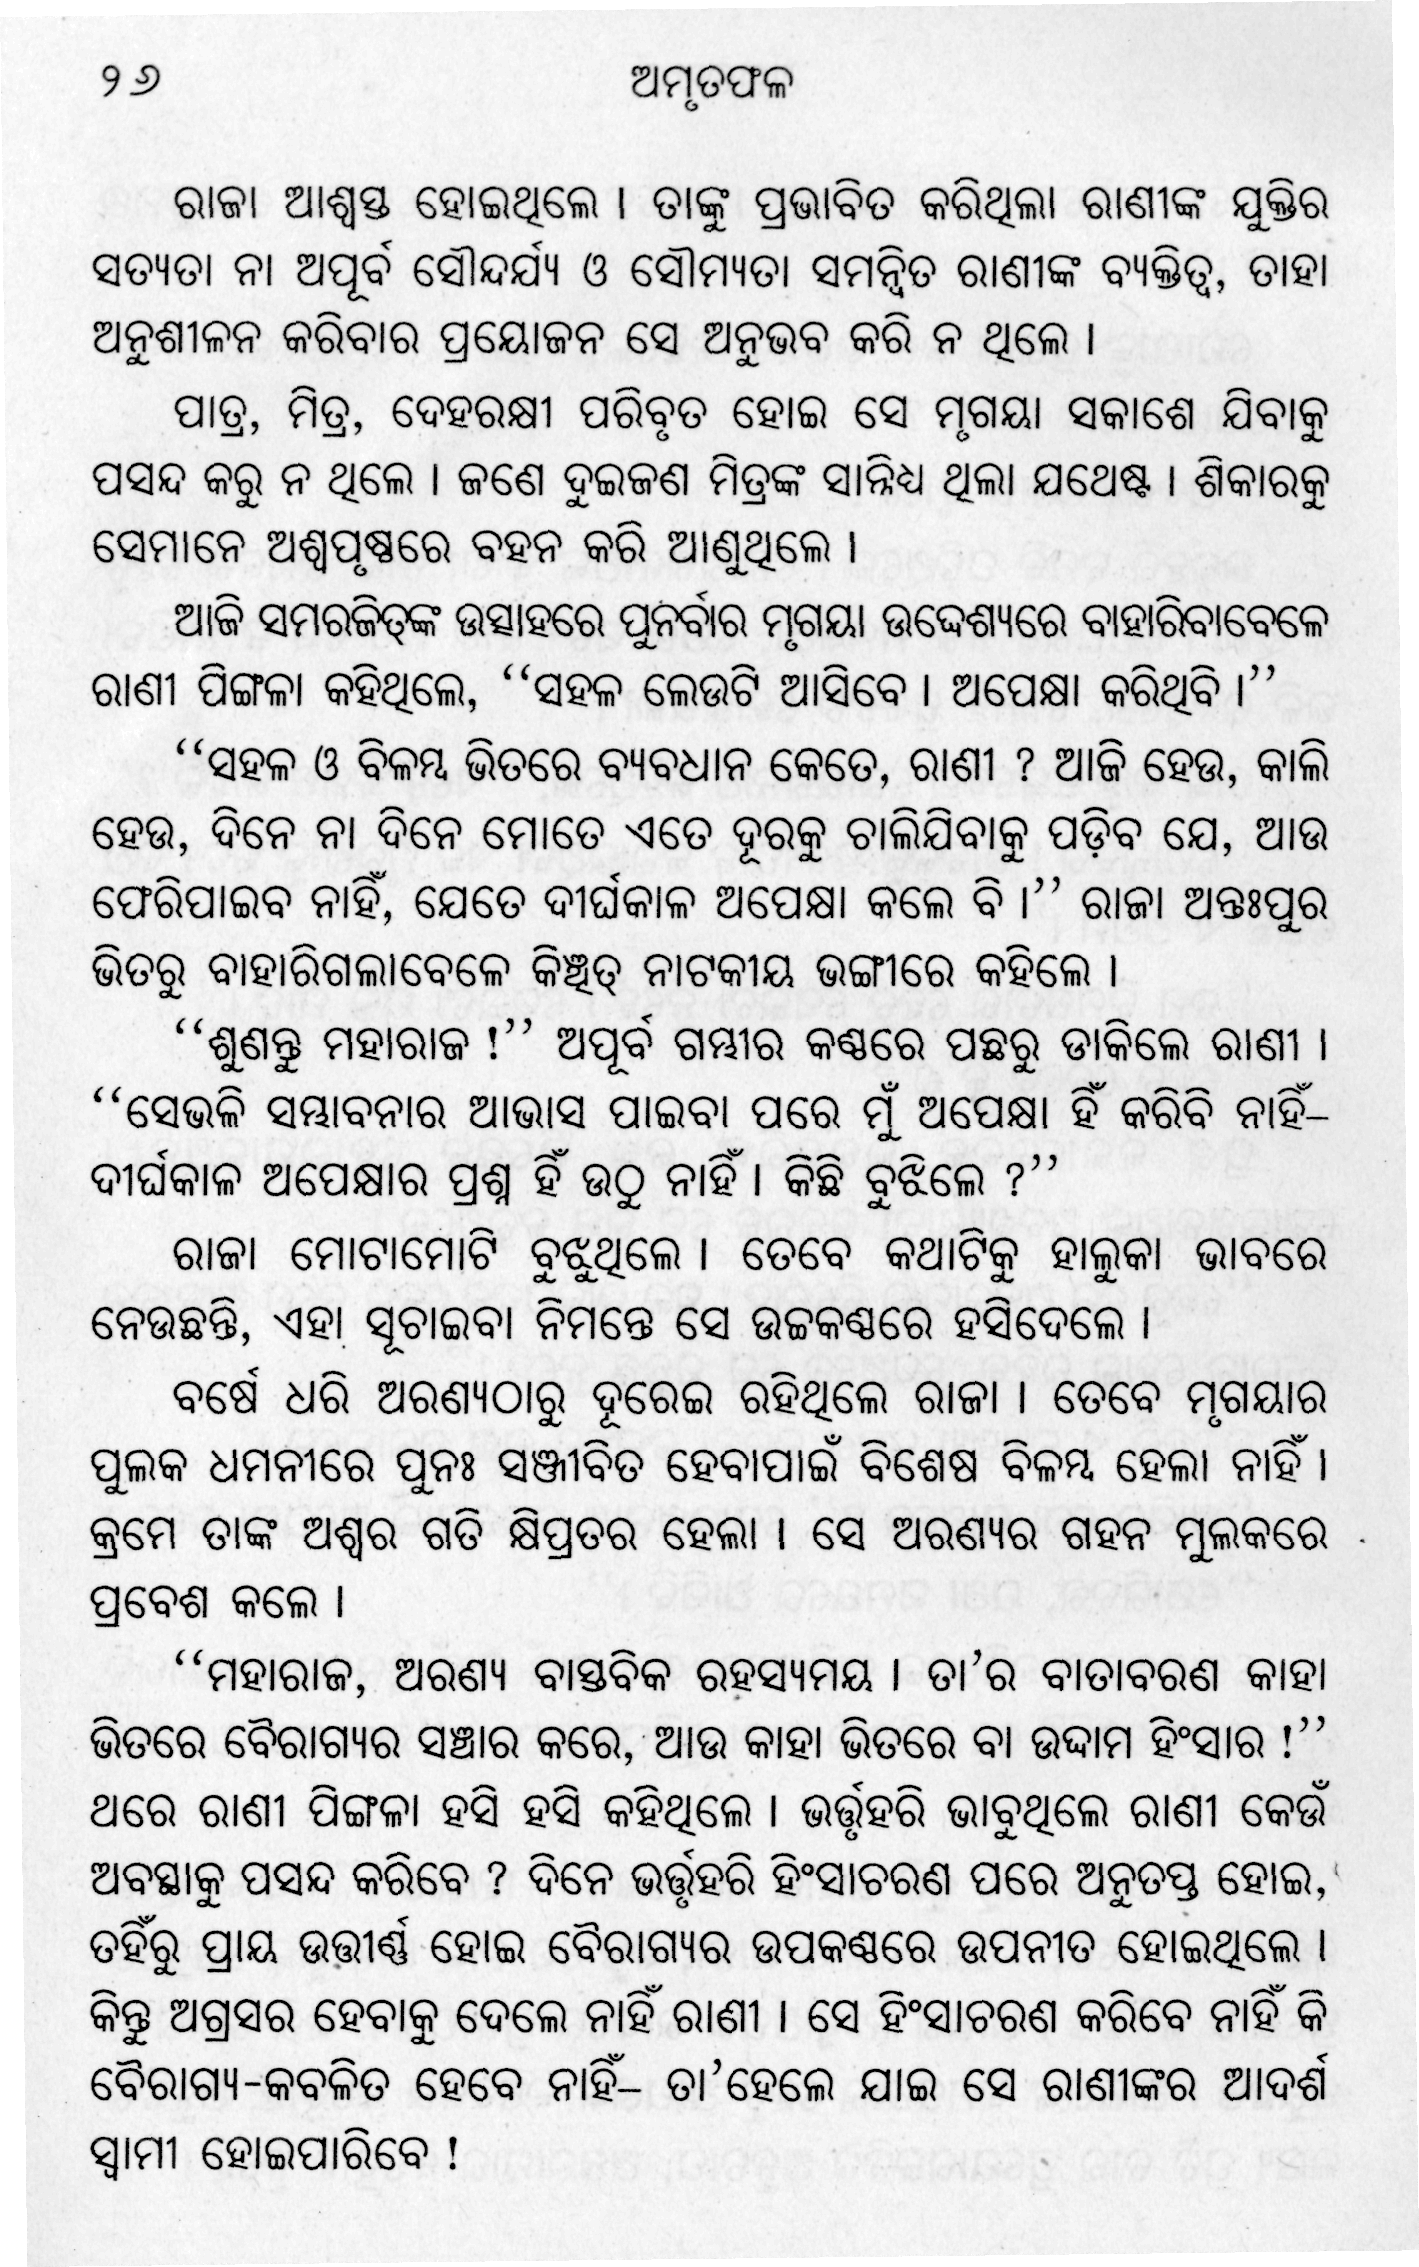 ୨୬ ଅମୃତଫଳ
ରାଜା ଆଶ୍ୱସ୍ତ ହୋଇଥିଲେ । ତାଙ୍କୁ ପ୍ରଭାବିତ କରିଥିଲା ରାଣୀଙ୍କ ଯୁକ୍ତିର
ସତ୍ୟତା ନା ଅପୂର୍ବ ସୌନ୍ଦର୍ଯ୍ୟ ଓ ସୌମ୍ୟତା ସମନ୍ୱିତ ରାଣୀଙ୍କ ବ୍ୟକ୍ତିତ୍ୱ, ତାହା
ଅନୁଶୀଳନ କରିବାର ପ୍ରୟୋଜନ ସେ ଅନୁଭବ କରି ନ ଥିଲେ ।
ପାତ୍ର, ମିତ୍ର, ଦେହରକ୍ଷୀ ପରିବୃତ ହୋଇ ସେ ମୃଗୟା ସକାଶେ ଯିବାକୁ
ପସନ୍ଦ କରୁ ନ ଥିଲେ । ଜଣେ ଦୁଇଜଣ ମିତ୍ରଙ୍କ ସାନ୍ନିଧ୍ୟ ଥିଲା ଯଥେଷ୍ଟ । ଶିକାରକୁ
ସେମାନେ ଅଶ୍ୱପୃଷ୍ଠରେ ବହନ କରି ଆଣୁଥିଲେ ।
ଆଜି ସମରଜିତ୍‌ଙ୍କ ଉତ୍ସାହରେ ପୁନର୍ବାର ମୃଗୟା ଉଦ୍ଦେଶ୍ୟରେ ବାହାରିବାବେଳେ
ରାଣୀ ପିଙ୍ଗଳା କହିଥିଲେ, ‘‘ସହଳ ଲେଉଟି ଆସିବେ । ଅପେକ୍ଷା କରିଥିବି ।’’
‘‘ସହଳ ଓ ବିଳମ୍ବ ଭିତରେ ବ୍ୟବଧାନ କେତେ, ରାଣୀ ? ଆଜି ହେଉ, କାଲି
ହେଉ, ଦିନେ ନା ଦିନେ ମୋତେ ଏତେ ଦୂରକୁ ଚାଲିଯିବାକୁ ପଡ଼ିବ ଯେ, ଆଉ
ଫେରିପାଇବ ନାହିଁ, ଯେତେ ଦୀର୍ଘକାଳ ଅପେକ୍ଷା କଲେ ବି ।’’ ରାଜା ଅନ୍ତଃପୁର
ଭିତରୁ ବାହାରିଗଲାବେଳେ କିଞ୍ଚିତ୍ ନାଟକୀୟ ଭଙ୍ଗୀରେ କହିଲେ ।
‘‘ଶୁଣନ୍ତୁ ମହାରାଜ !’’ ଅପୂର୍ବ ଗମ୍ଭୀର କଣ୍ଠରେ ପଛରୁ ଡାକିଲେ ରାଣୀ ।
‘‘ସେଭଳି ସମ୍ଭାବନାର ଆଭାସ ପାଇବା ପରେ ମୁଁ ଅପେକ୍ଷା ହିଁ କରିବି ନାହିଁ–
ଦୀର୍ଘକାଳ ଅପେକ୍ଷାର ପ୍ରଶ୍ନ ହିଁ ଉଠୁ ନାହିଁ । କିଛି ବୁଝିଲେ ?’’
ରାଜା ମୋଟାମୋଟି ବୁଝୁଥିଲେ । ତେବେ କଥାଟିକୁ ହାଲୁକା ଭାବରେ
ନେଉଛନ୍ତି, ଏହା ସୂଚାଇବା ନିମନ୍ତେ ସେ ଉଚ୍ଚକଣ୍ଠରେ ହସିଦେଲେ ।
ବର୍ଷେ ଧରି ଅରଣ୍ୟଠାରୁ ଦୂରେଇ ରହିଥିଲେ ରାଜା । ତେବେ ମୃଗୟାର
ପୁଲକ ଧମନୀରେ ପୁନଃ ସଞ୍ଜୀବିତ ହେବାପାଇଁ ବିଶେଷ ବିଳମ୍ବ ହେଲା ନାହିଁ ।
କ୍ରମେ ତାଙ୍କ ଅଶ୍ୱର ଗତି କ୍ଷିପ୍ରତର ହେଲା । ସେ ଅରଣ୍ୟର ଗହନ ମୁଲକରେ
ପ୍ରବେଶ କଲେ ।
‘‘ମହାରାଜ, ଅରଣ୍ୟ ବାସ୍ତବିକ ରହସ୍ୟମୟ । ତା’ର ବାତାବରଣ କାହା
ଭିତରେ ବୈରାଗ୍ୟର ସଞ୍ଚାର କରେ, ଆଉ କାହା ଭିତରେ ବା ଉଦ୍ଦାମ ହିଂସାର !’’
ଥରେ ରାଣୀ ପିଙ୍ଗଳା ହସି ହସି କହିଥିଲେ । ଭର୍ତ୍ତୃହରି ଭାବୁଥିଲେ ରାଣୀ କେଉଁ
ଅବସ୍ଥାକୁ ପସନ୍ଦ କରିବେ ? ଦିନେ ଭର୍ତ୍ତୃହରି ହିଂସାଚରଣ ପରେ ଅନୁତପ୍ତ ହୋଇ,
ତହିଁରୁ ପ୍ରାୟ ଉତ୍ତୀର୍ଣ୍ଣ ହୋଇ ବୈରାଗ୍ୟର ଉପକଣ୍ଠରେ ଉପନୀତ ହୋଇଥିଲେ ।
କିନ୍ତୁ ଅଗ୍ରସର ହେବାକୁ ଦେଲେ ନାହିଁ ରାଣୀ । ସେ ହିଂସାଚରଣ କରିବେ ନାହିଁ କି
ବୈରାଗ୍ୟ-କବଳିତ ହେବେ ନାହିଁ– ତା’ହେଲେ ଯାଇ ସେ ରାଣୀଙ୍କର ଆଦର୍ଶ
ସ୍ୱାମୀ ହୋଇପାରିବେ !